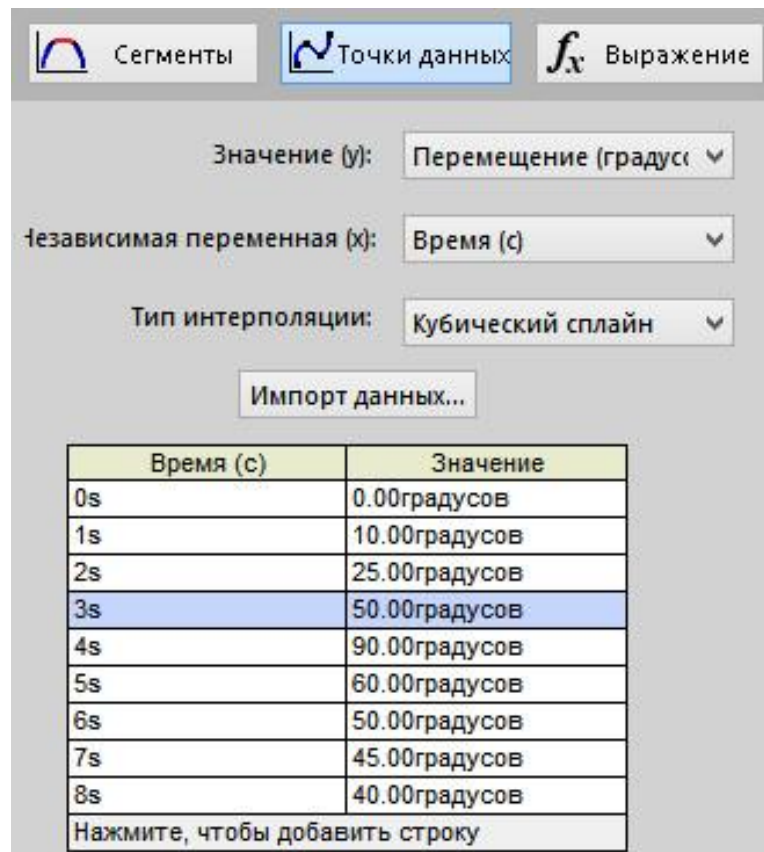 Сегменты Точки данных fx Выражение
Значение (y): Перемещение (градусо
Независимая переменная (x): Время (с)
Тип интерполяции: Кубический сплайн
Импорт данных...
Время (с) Значение
0s 0.00градусов
1s 10.00градусов
2s 25.00градусов
3s 50.00градусов
4s 90.00градусов
5s 60.00градусов
6s 50.00градусов
7s 45.00градусов
8s 40.00градусов
Нажмите, чтобы добавить строку